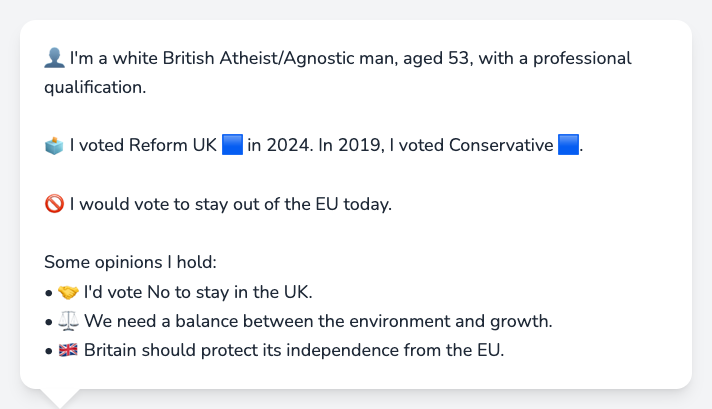 👤 I'm a white British Atheist/Agnostic man, aged 53, with a professional
qualification.
🗳️ I voted Reform UK 🟦 in 2024. In 2019, I voted Conservative 🟦.
🚫 I would vote to stay out of the EU today.
Some opinions I hold:
• 🤝 I'd vote No to stay in the UK.
• ⚖️ We need a balance between the environment and growth.
• 🇬🇧 Britain should protect its independence from the EU.